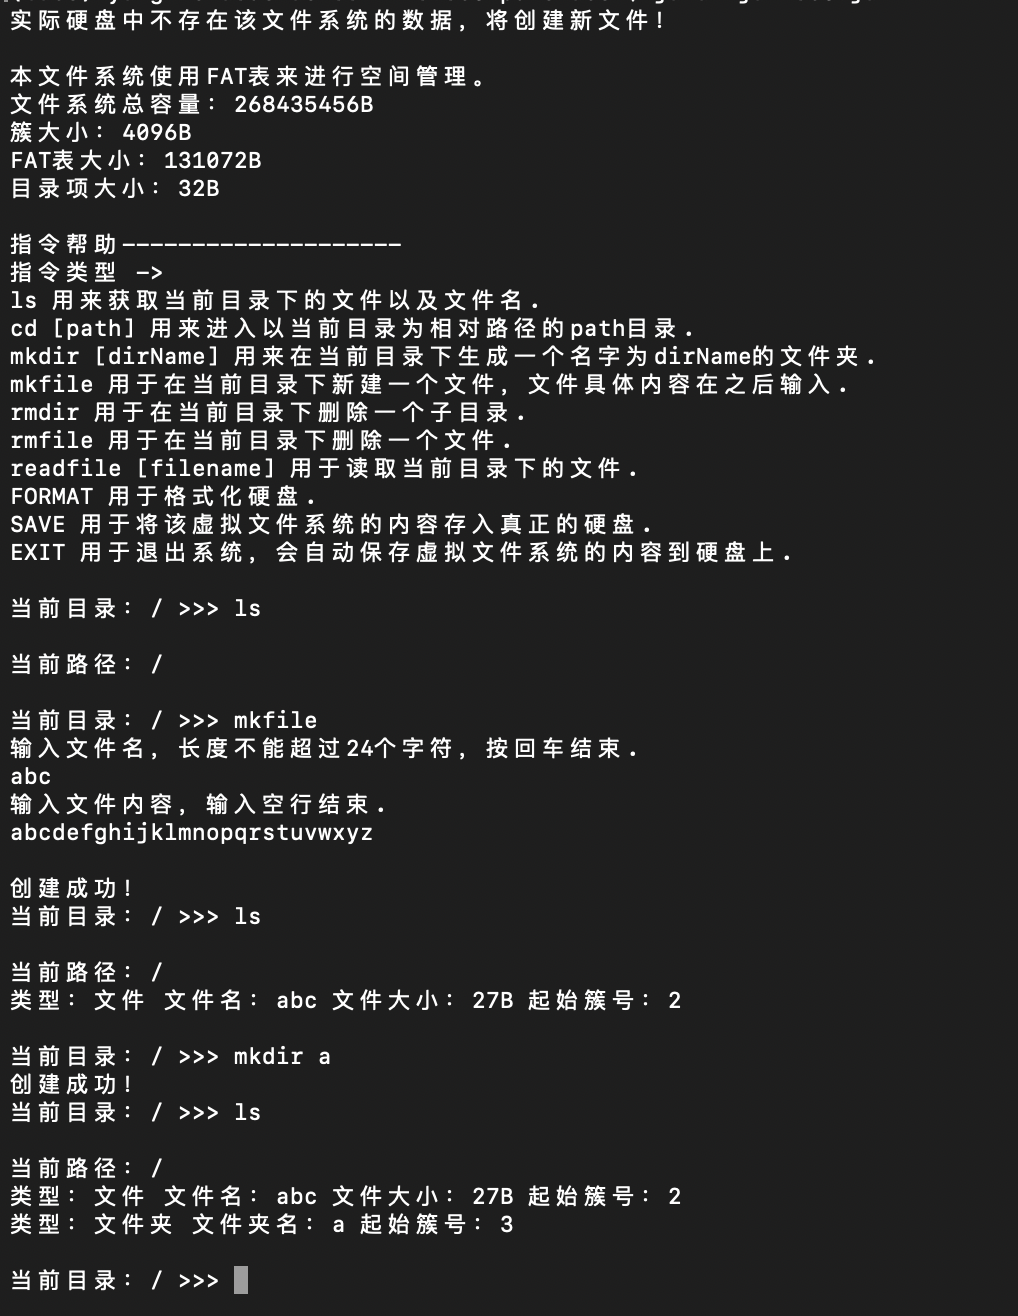 实际硬盘中不存在该文件系统的数据，将创建新文件！
本文件系统使用FAT表来进行空间管理。
文件系统总容量：268435456B
簇大小：4096B
FAT表大小：131072B
目录项大小：32B
指令帮助--------------------
指令类型 ->
ls 用来获取当前目录下的文件以及文件名.
cd [path] 用来进入以当前目录为相对路径的path目录.
mkdir [dirName] 用来在当前目录下生成一个名字为dirName的文件夹.
mkfile 用于在当前目录下新建一个文件，文件具体内容在之后输入.
rmdir 用于在当前目录下删除一个子目录.
rmfile 用于在当前目录下删除一个文件.
readfile [filename] 用于读取当前目录下的文件.
FORMAT 用于格式化硬盘.
SAVE 用于将该虚拟文件系统的内容存入真正的硬盘.
EXIT 用于退出系统，会自动保存虚拟文件系统的内容到硬盘上.
当前目录：/ >>> ls
当前路径：/
当前目录：/ >>> mkfile
输入文件名，长度不能超过24个字符，按回车结束.
abc
输入文件内容，输入空行结束.
abcdefghijklmnopqrstuvwxyz
创建成功！
当前目录：/ >>> ls
当前路径：/
类型：文件 文件名：abc 文件大小：27B 起始簇号：2
当前目录：/ >>> mkdir a
创建成功！
当前目录：/ >>> ls
当前路径：/
类型：文件 文件名：abc 文件大小：27B 起始簇号：2
类型：文件夹 文件夹名：a 起始簇号：3
当前目录：/ >>>